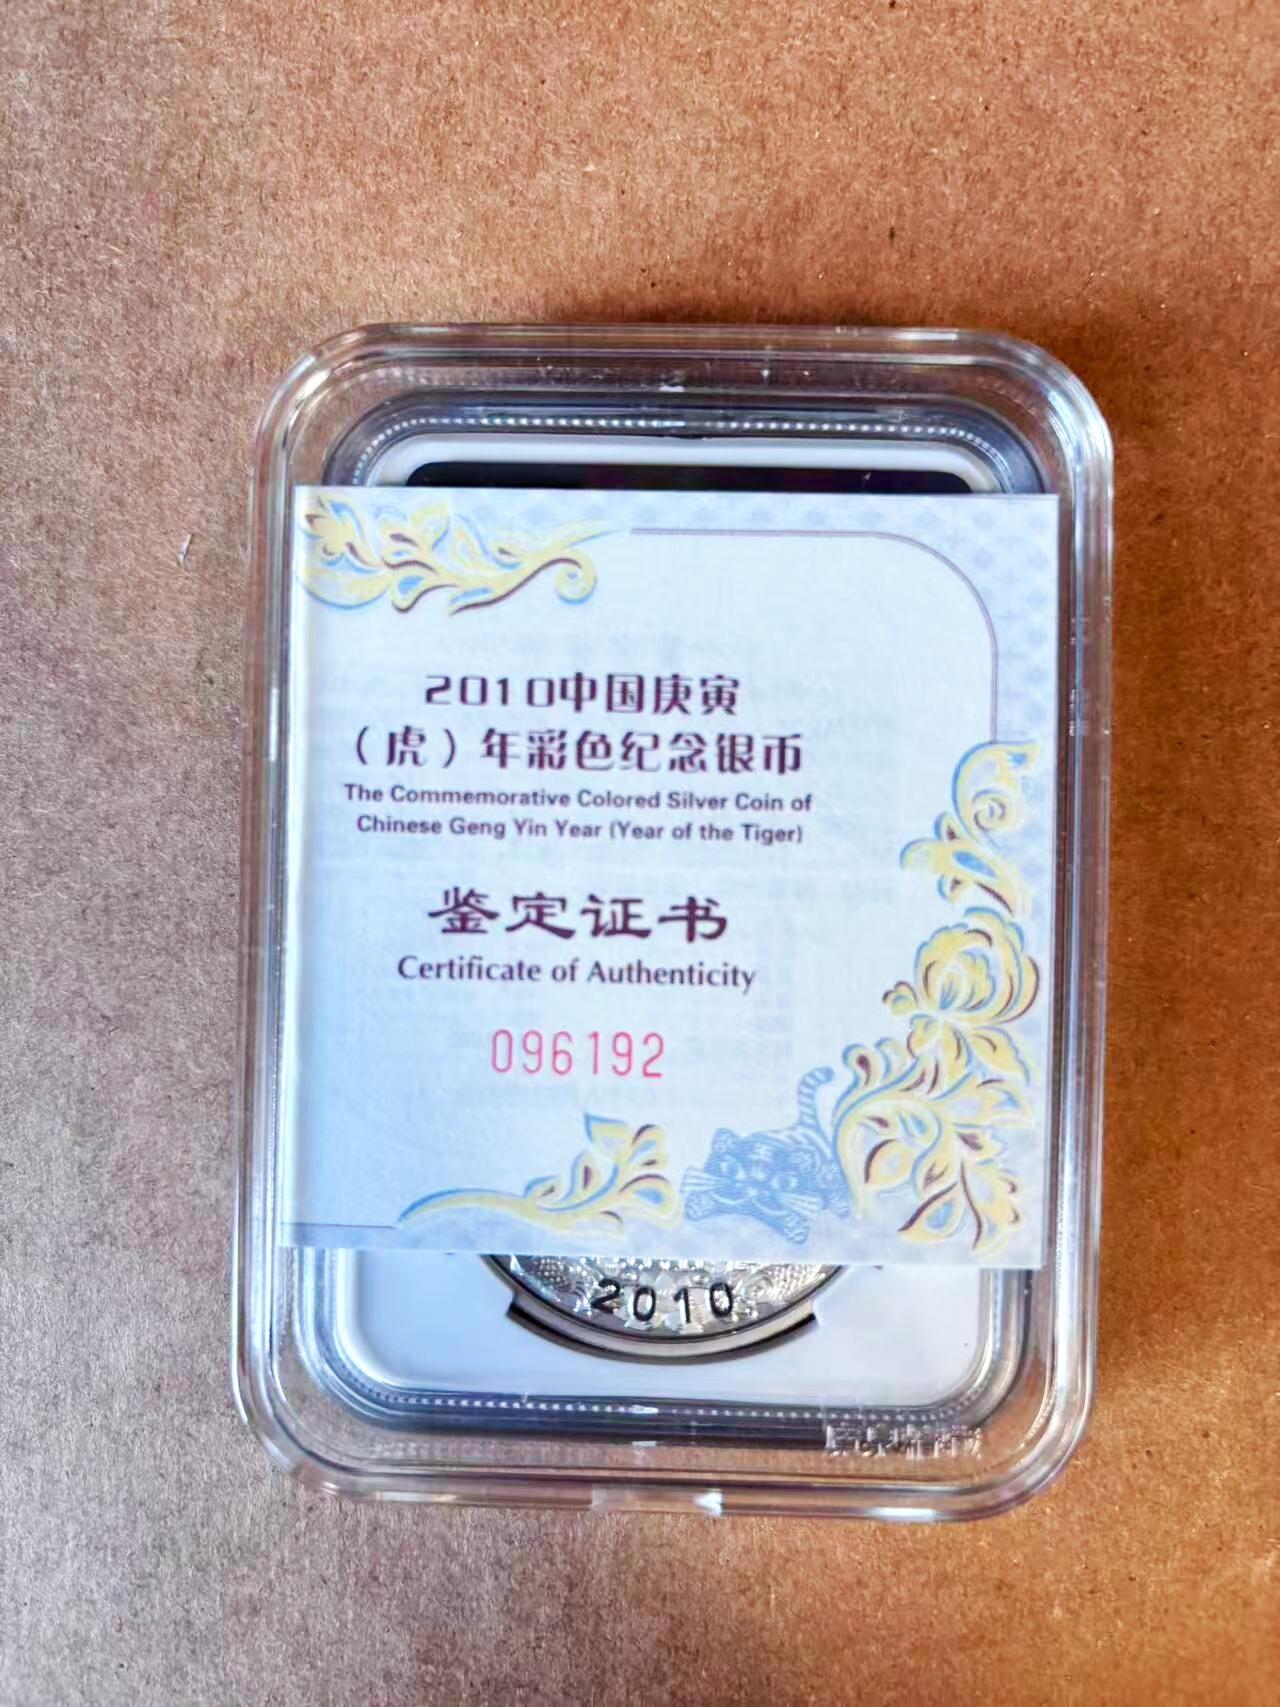 2010中国庚寅
（虎）年彩色纪念银币
The Commemorative Colored Silver Coin of
Chinese Geng Yin Year (Year of the Tiger)
鉴定证书
Certificate of Authenticity
096192
2010